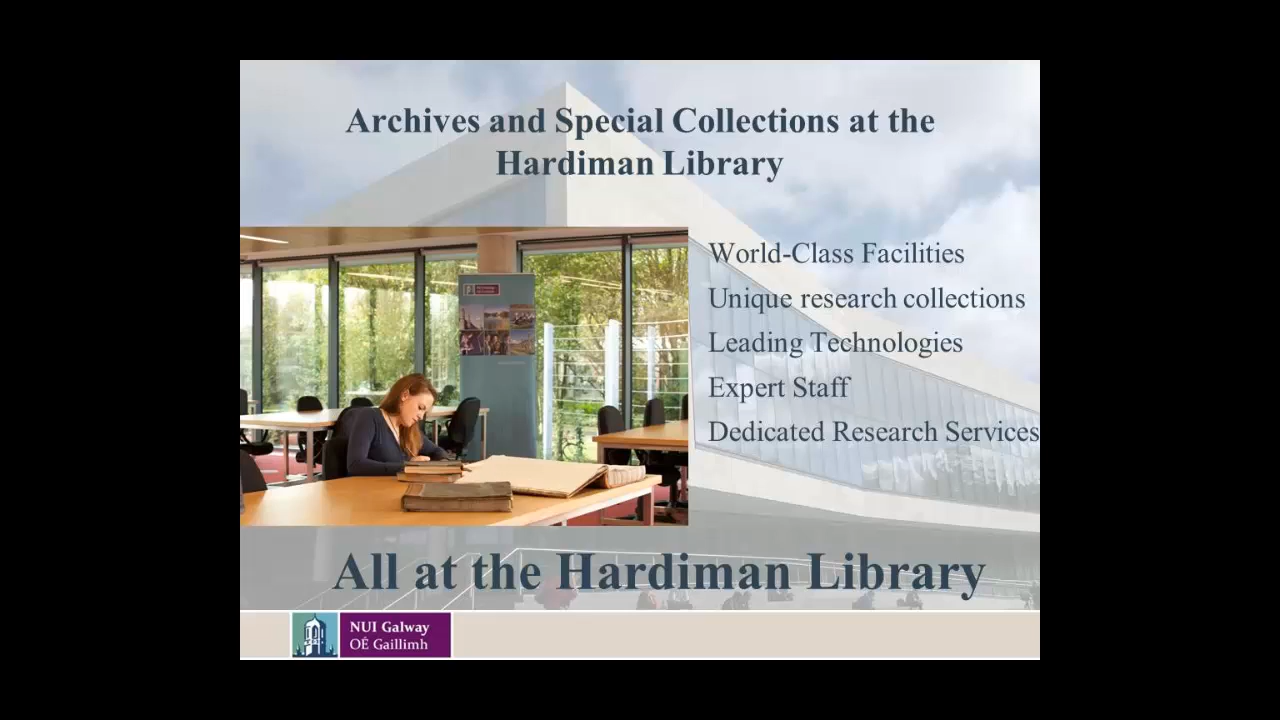 Archives and Special Collections at the
Hardiman Library
World-Class Facilities
Unique research collections
Leading Technologies
Expert Staff
Dedicated Research Services
All at the Hardiman Library
NUI Galway
OÉ Gaillimh